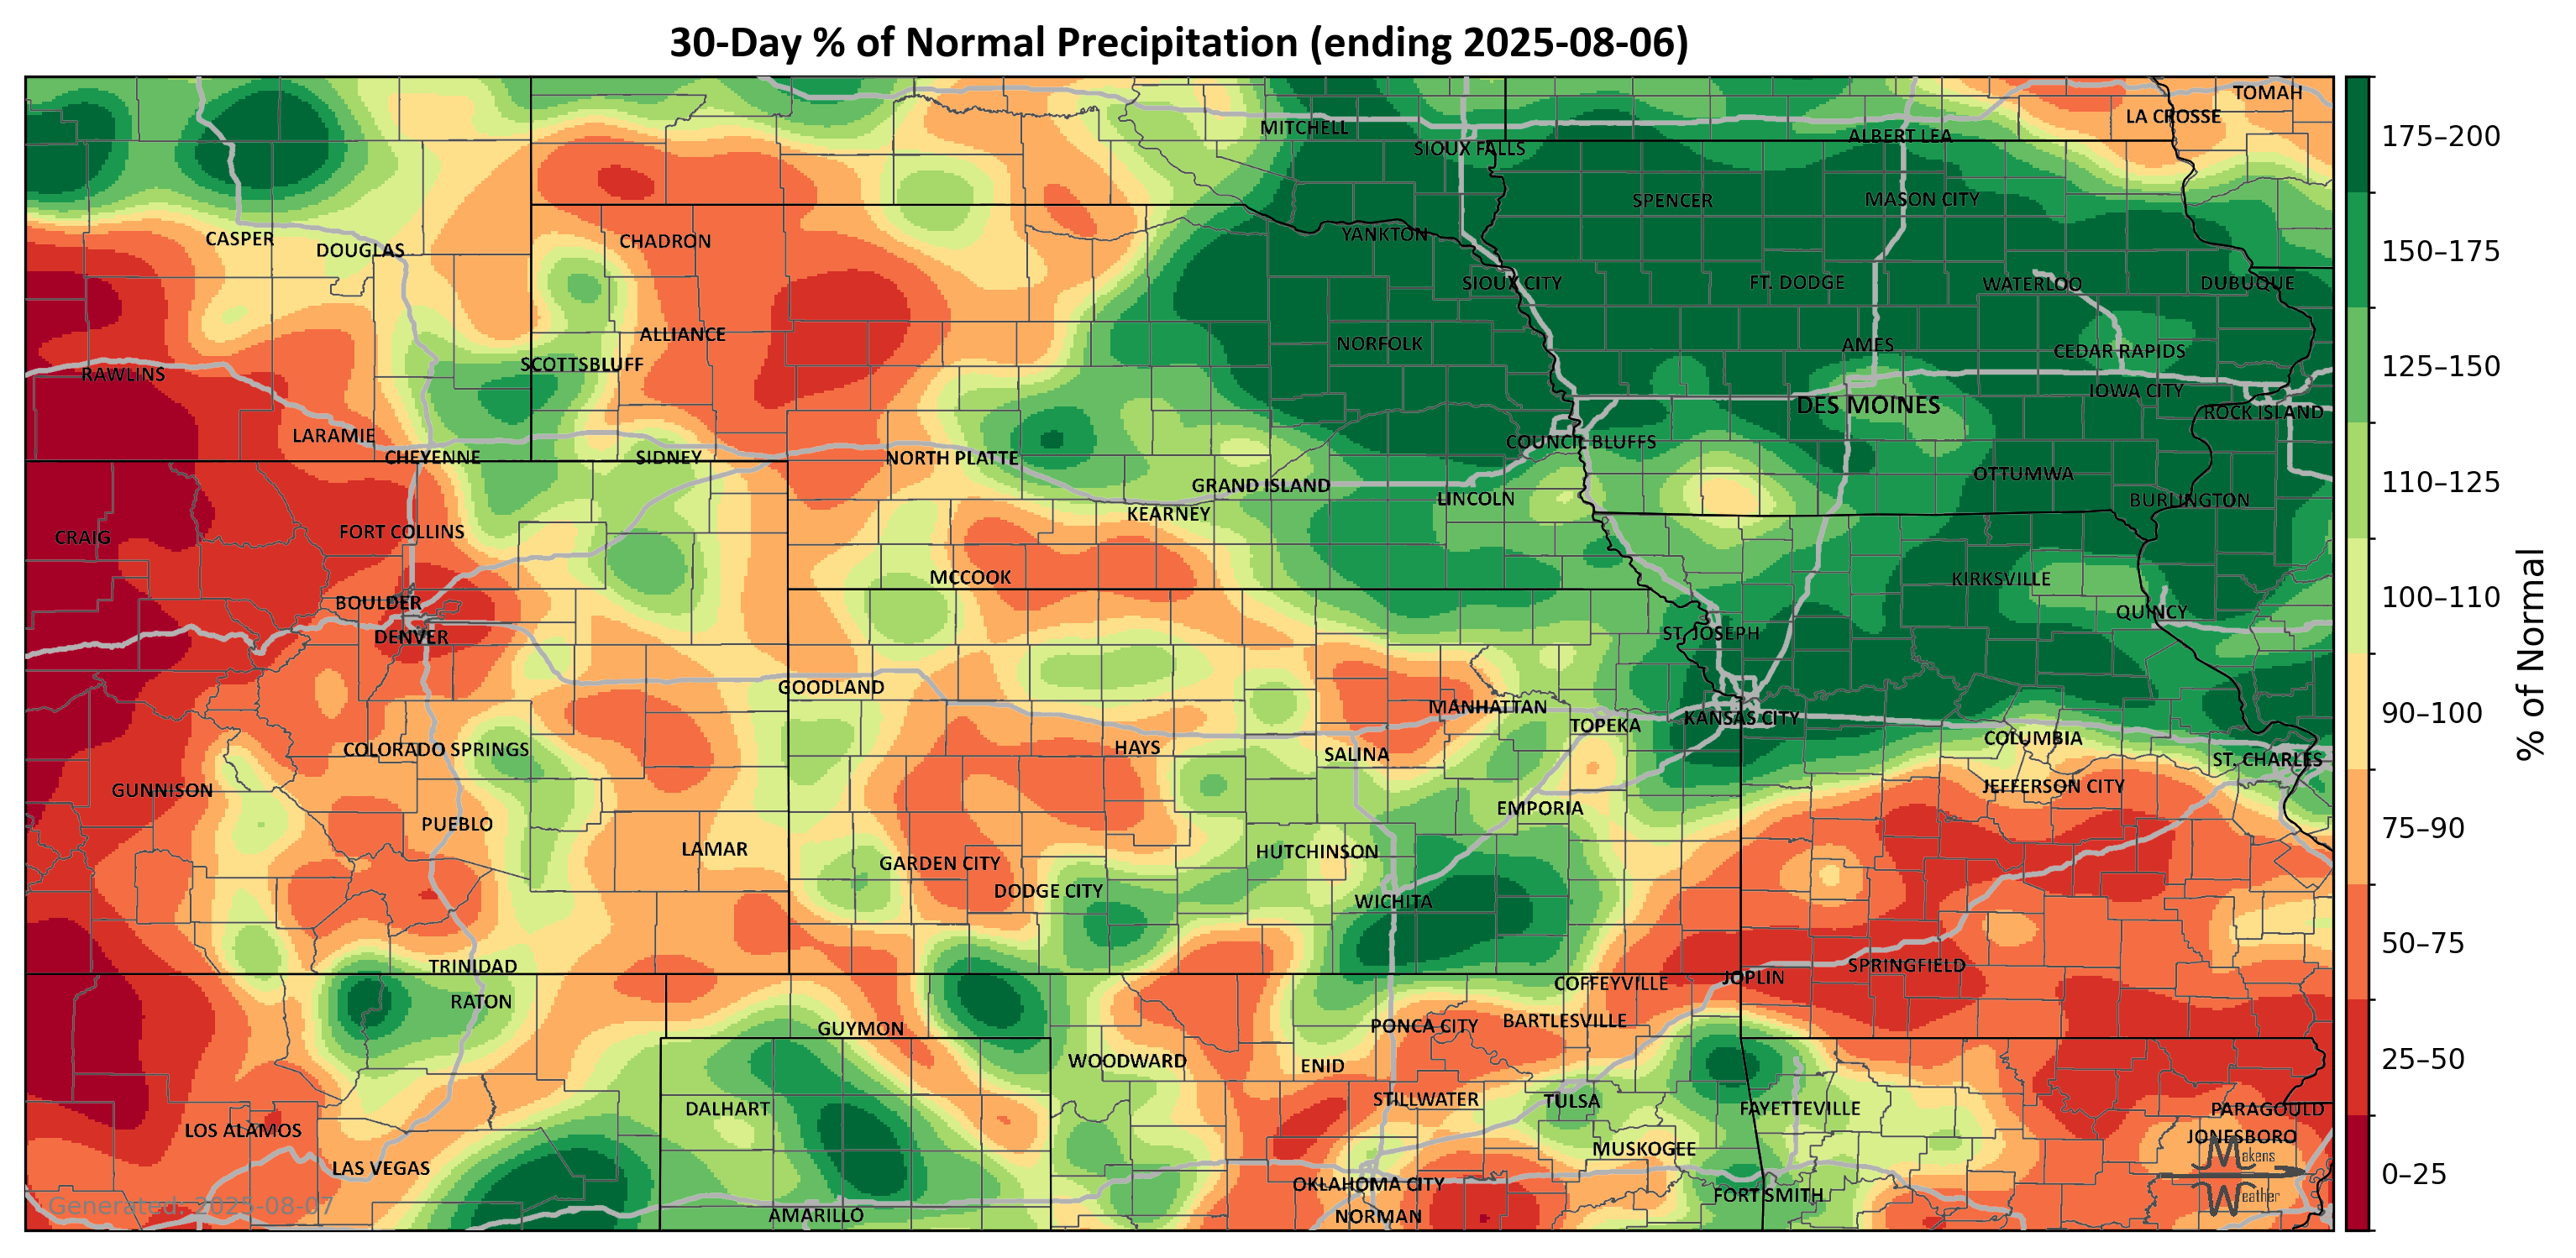 30-Day % of Normal Precipitation (ending 2025-08-06)
TOMAH
LA CROSSE
MITCHELL
ALBERT LEA
SIOUX FALLS
SPENCER
MASON CITY
YANKTON
CASPER
DOUGLAS
CHADRON
SIOUX CITY
FT. DODGE
WATERLOO
DUBUQUE
ALLIANCE
NORFOLK
AMES
CEDAR RAPIDS
SCOTTSBLUFF
RAWLINS
IOWA CITY
DES MOINES
ROCK ISLAND
LARAMIE
COUNCIL BLUFFS
CHEYENNE
SIDNEY
NORTH PLATTE
OTTUMWA
GRAND ISLAND
LINCOLN
BURLINGTON
KEARNEY
CRAIG
FORT COLLINS
MCCOOK
KIRKSVILLE
BOULDER
QUINCY
DENVER
ST. JOSEPH
GOODLAND
MANHATTAN
KANSAS CITY
TOPEKA
COLUMBIA
COLORADO SPRINGS
HAYS
SALINA
ST. CHARLES
GUNNISON
JEFFERSON CITY
EMPORIA
PUEBLO
LAMAR
HUTCHINSON
GARDEN CITY
DODGE CITY
WICHITA
TRINIDAD
SPRINGFIELD
JOPLIN
COFFEYVILLE
RATON
BARTLESVILLE
GUYMON
PONCA CITY
WOODWARD
ENID
STILLWATER
TULSA
DALHART
FAYETTEVILLE
PARAGOULD
LOS ALAMOS
JONESBORO
MUSKOGEE
Makens
LAS VEGAS
OKLAHOMA CITY
FORT SMITH
Weather
Generated: 2025-08-07
AMARILLO
NORMAN
175–200
150–175
125–150
110–125
100–110
90–100
75–90
50–75
25–50
0–25
% of Normal